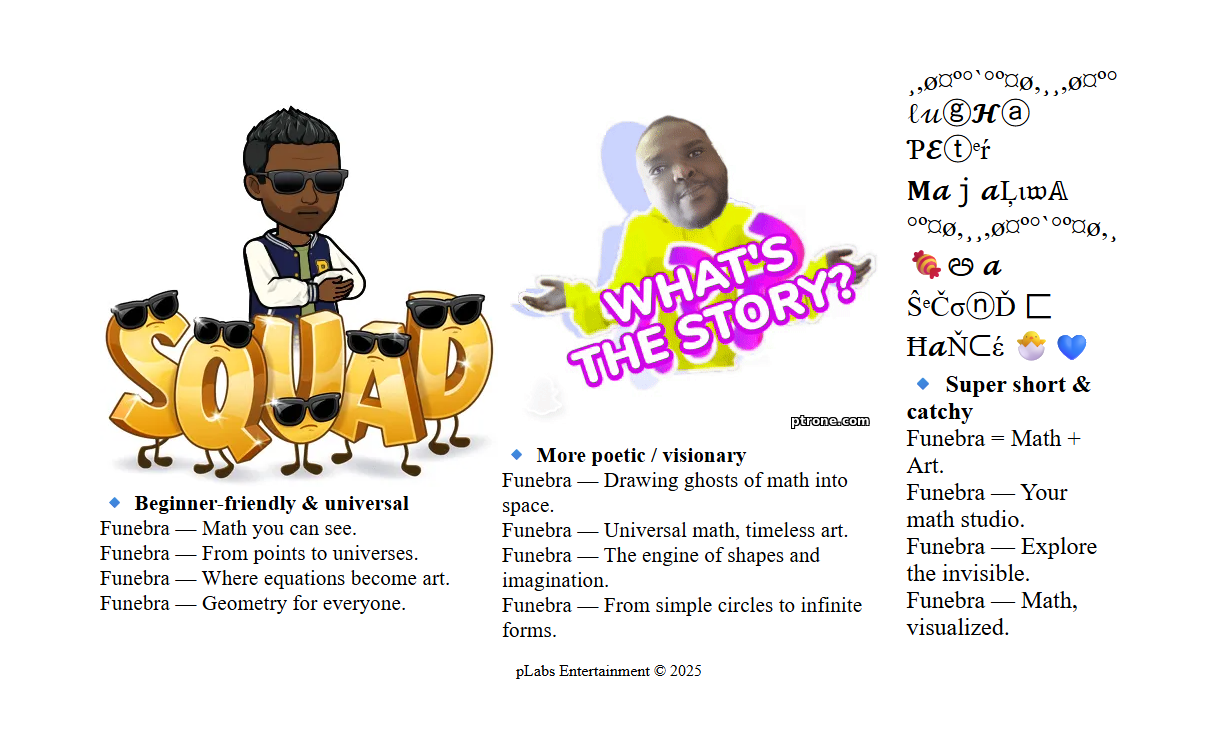 SQUAD
🔹 Beginner-friendly & universal
Funebra — Math you can see.
Funebra — From points to universes.
Funebra — Where equations become art.
Funebra — Geometry for everyone.
WHAT'S
THE STORY?
ptrone.com
🔹 More poetic / visionary
Funebra — Drawing ghosts of math into
space.
Funebra — Universal math, timeless art.
Funebra — The engine of shapes and
imagination.
Funebra — From simple circles to infinite
forms.
¸,ø¤º°`°º¤ø,¸¸,ø¤º°
ℓ𝓊ⓖ𝓗ⓐ
Ƥ𝓔ⓣᵉŕ
𝐌𝒂 j 𝒂Ļιꮗ𝔸
°º¤ø,¸¸,ø¤º°`°º¤ø,¸
🍬 ඏ 𝒂
ŜᵉČσⓝĎ ㄈ
Ħ𝒂Ň⊂έ 🐣 💙
🔹 Super short &
catchy
Funebra = Math +
Art.
Funebra — Your
math studio.
Funebra — Explore
the invisible.
Funebra — Math,
visualized.
pLabs Entertainment © 2025